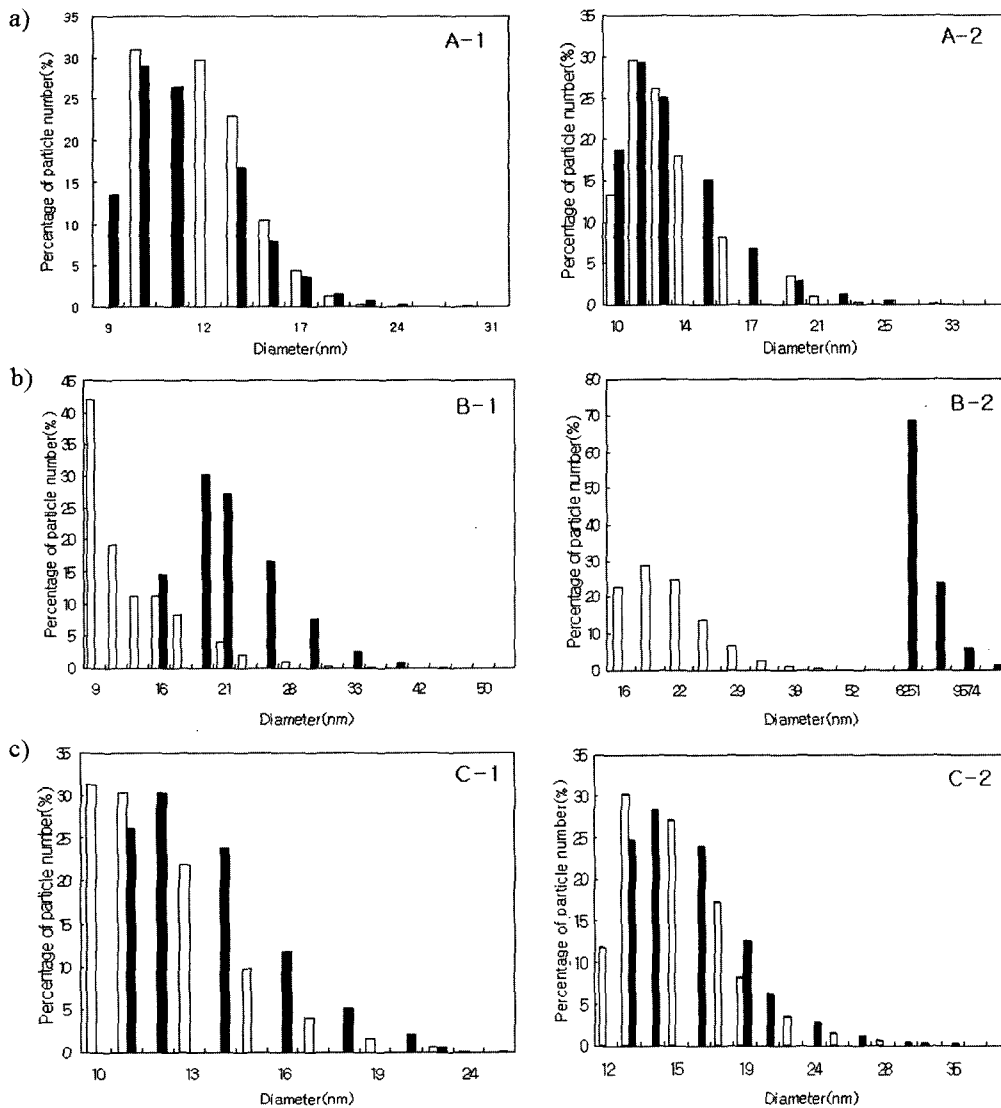 a)
A-1
Percentage of particle number(%)
35
30
25
20
15
10
5
0
9 12 17 24 31
Diameter(nm)
A-2
Percentage of particle number(%)
35
30
25
20
15
10
5
0
10 14 17 21 25 33
Diameter(nm)
b)
B-1
Percentage of particle number(%)
45
40
35
30
25
20
15
10
5
0
9 16 21 28 33 42 50
Diameter(nm)
B-2
Percentage of particle number(%)
80
70
60
50
40
30
20
10
0
16 22 29 39 52 6251 9574
Diameter(nm)
c)
C-1
Percentage of particle number(%)
35
30
25
20
15
10
5
0
10 13 16 19 24
Diameter(nm)
C-2
Percentage of particle number(%)
35
30
25
20
15
10
5
0
12 15 19 24 28 35
Diameter(nm)